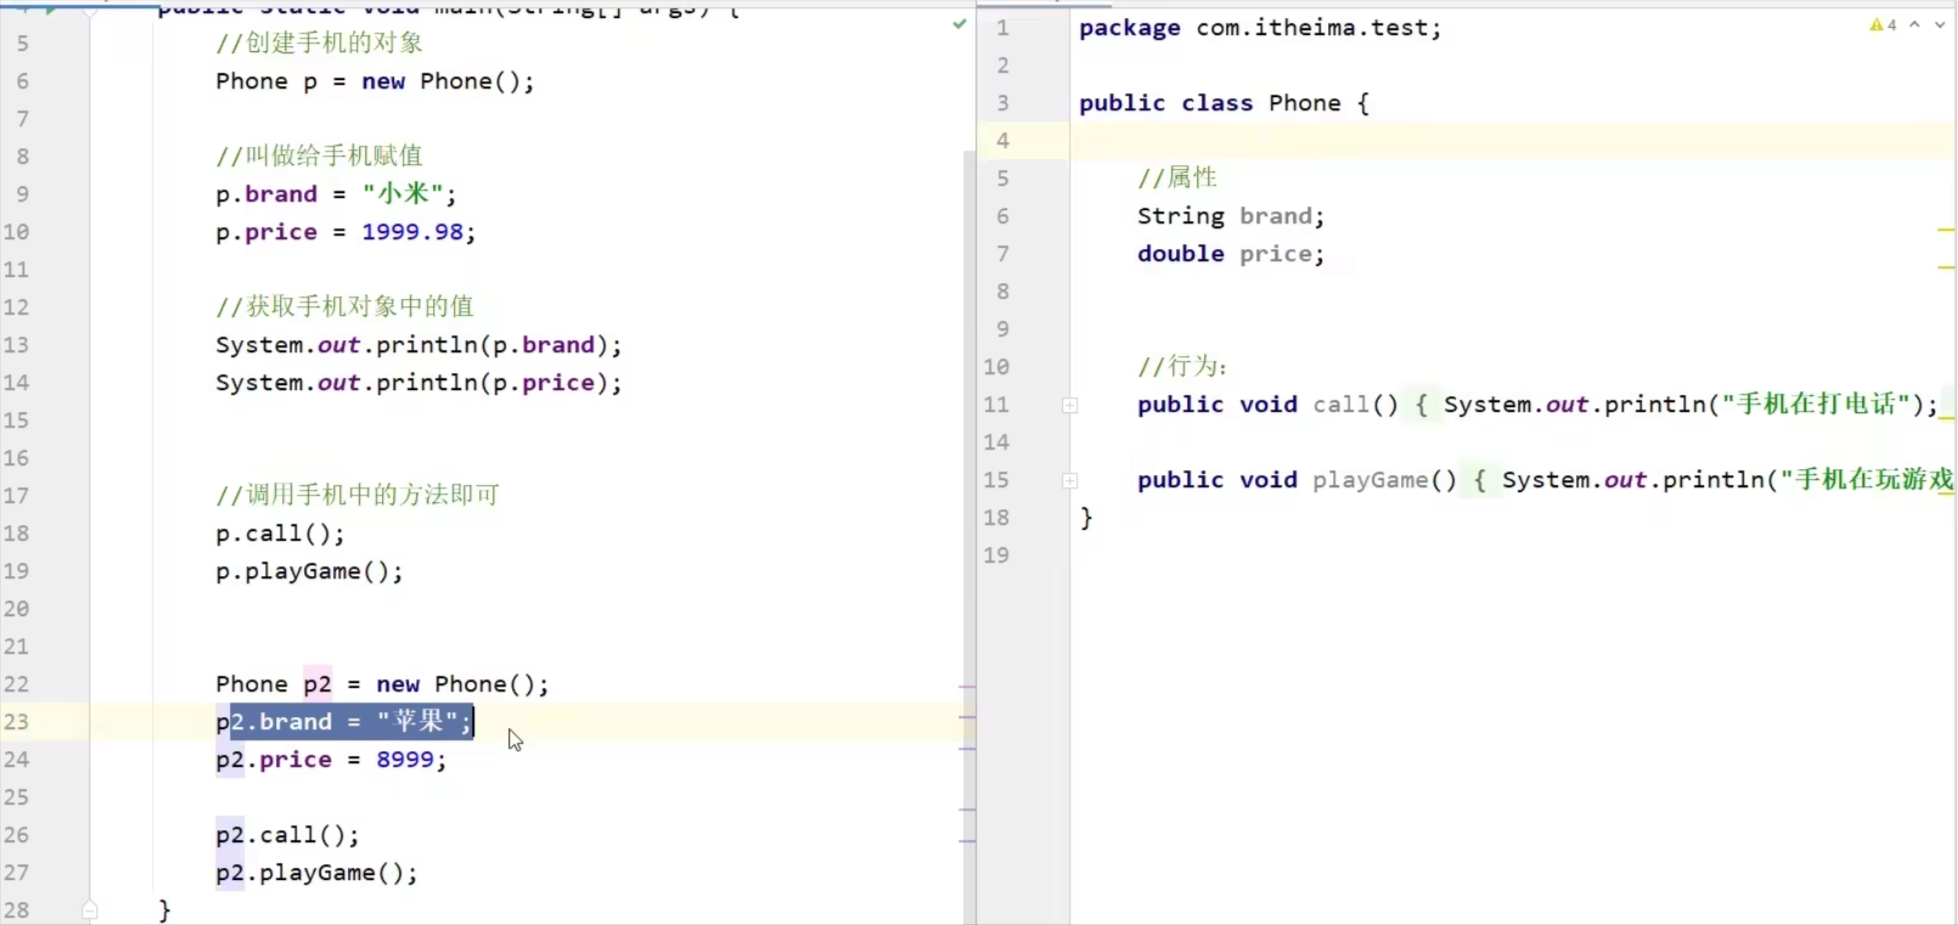 public static void main(String[] args) {
5 //创建手机的对象
6 Phone p = new Phone();
7
8 //叫做给手机赋值
9 p.brand = "小米";
10 p.price = 1999.98;
11
12 //获取手机对象中的值
13 System.out.println(p.brand);
14 System.out.println(p.price);
15
16
17 //调用手机中的方法即可
18 p.call();
19 p.playGame();
20
21
22 Phone p2 = new Phone();
23 p2.brand = "苹果";
24 p2.price = 8999;
25
26 p2.call();
27 p2.playGame();
28 }
1 package com.itheima.test;
4
2
3 public class Phone {
4
5 //属性
6 String brand;
7 double price;
8
9
10 //行为：
11 public void call() { System.out.println("手机在打电话");
14
15 public void playGame() { System.out.println("手机在玩游戏
18 }
19